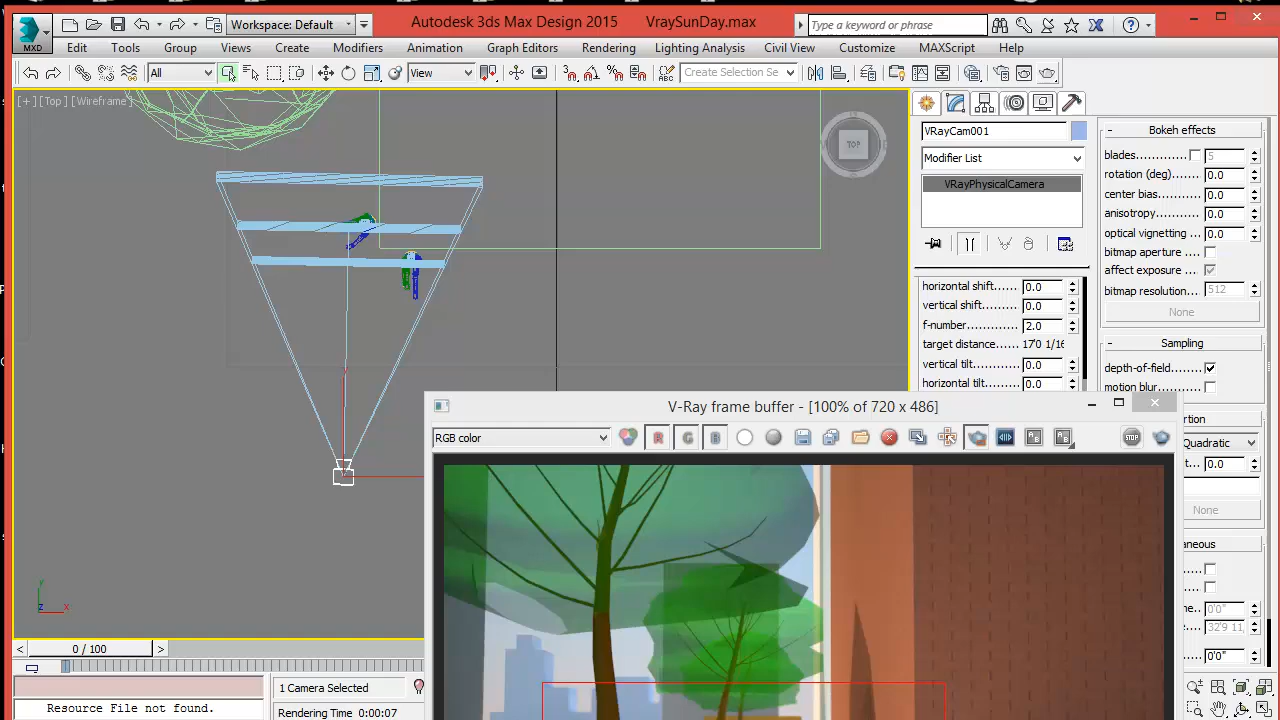 Workspace: Default
Autodesk 3ds Max Design 2015
VraySunDay.max
Type a keyword or phrase
MXD
Edit
Tools
Group
Views
Create
Modifiers
Animation
Graph Editors
Rendering
Lighting Analysis
Civil View
Customize
MAXScript
Help
All
View
Create Selection Se
[+] [Top] [Wireframe]
TOP
VRayCam001
Modifier List
VRayPhysicalCamera
horizontal shift...... 0.0
vertical shift....... 0.0
f-number........ 2.0
target distance.
vertical tilt......... 0.0
horizontal tilt...... 0.0
- Bokeh effects
blades............. 5
rotation (deg)... 0.0
center bias....... 0.0
anisotropy....... 0.0
optical vignetting 0.0
bitmap aperture
affect exposure
bitmap resolution... 512
None
- Sampling
depth-of-field
motion blur
Quadratic
0.0
None
0'0"
0'0"
V-Ray frame buffer - [100% of 720 x 486]
RGB color
STOP
y
z x
0 / 100
1 Camera Selected
Resource File not found.
Rendering Time 0:00:07